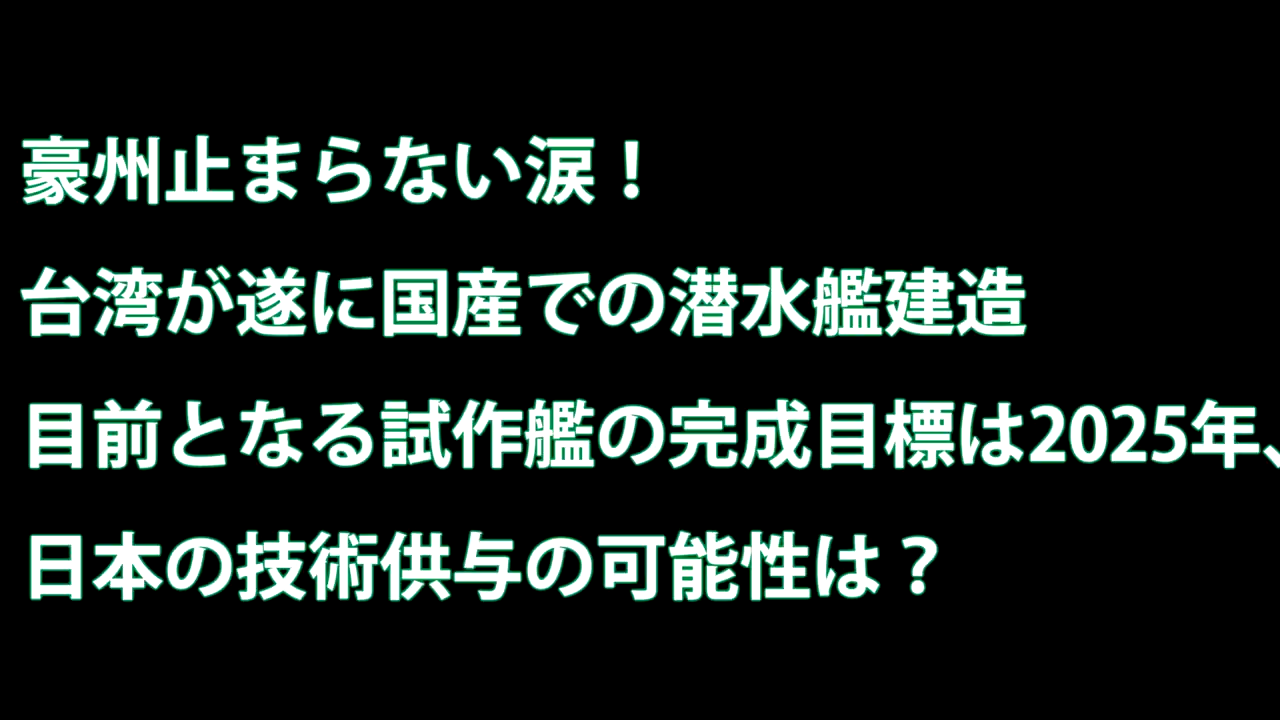 豪州止まらない涙！
台湾が遂に国産での潜水艦建造
目前となる試作艦の完成目標は2025年、
日本の技術供与の可能性は？